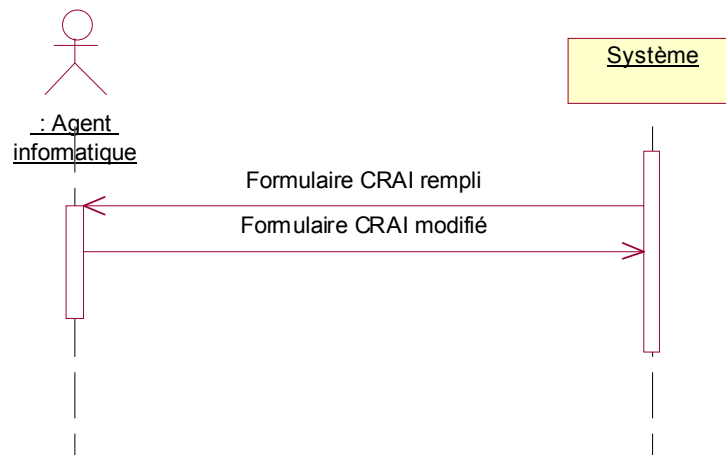 Système
: Agent
informatique
Formulaire CRAI rempli
Formulaire CRAI modifié